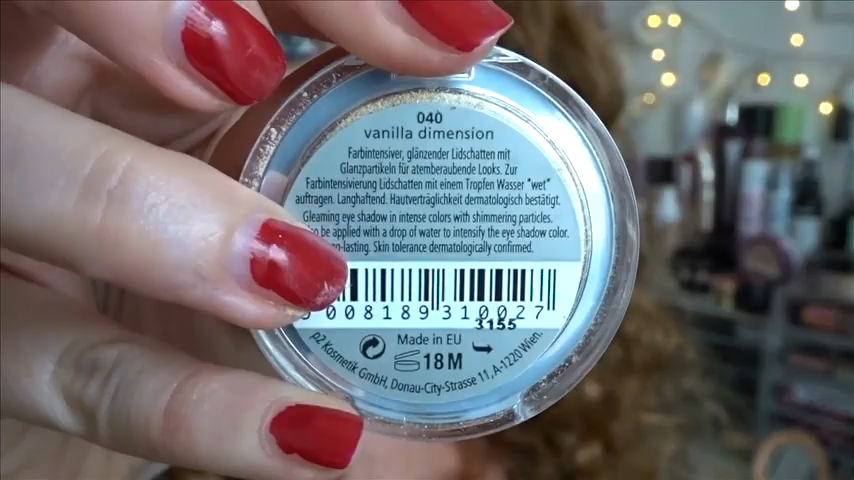 040
vanilla dimension
Farbintensiver, glänzender Lidschatten mit
Glanzpartikeln für atemberaubende Looks. Zur
Farbintensivierung Lidschatten mit einem Tropfen Wasser "wet"
auftragen. Langhaftend. Hautverträglichkeit dermatologisch bestätigt.
Gleaming eye shadow in intense colors with shimmering particles.
be applied with a drop of water to intensify the eye shadow color.
-lasting. Skin tolerance dermatologically confirmed.
008189 310027
3155
Made in EU
18M
p2 Kosmetik GmbH, Donau-City-Straße 11, A-1220 Wien.